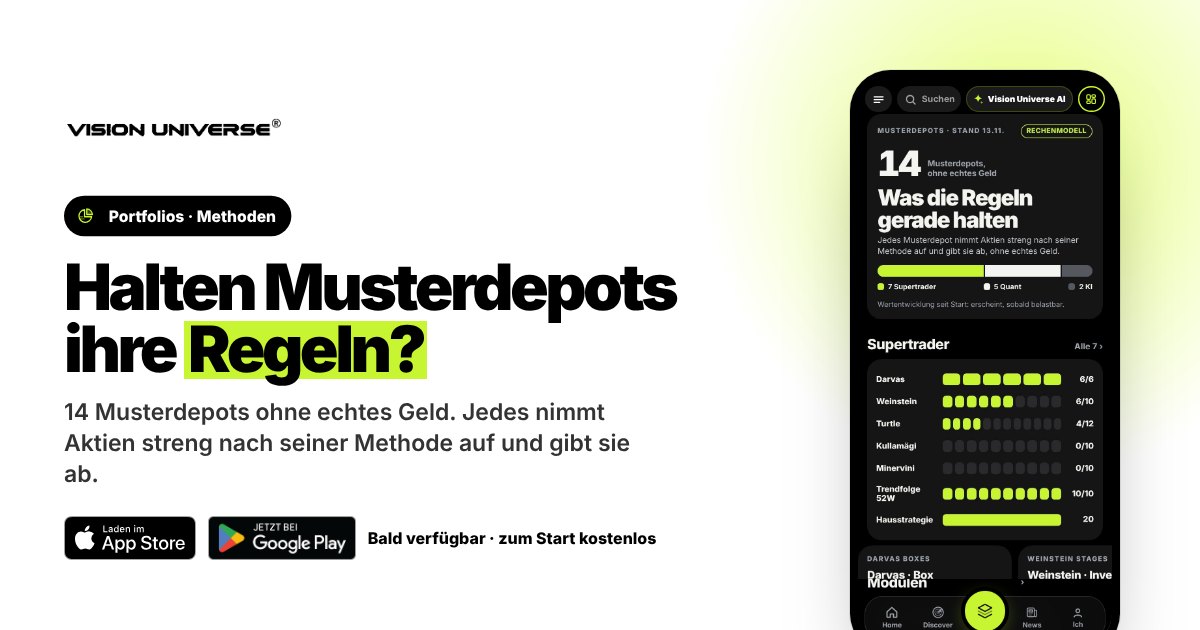 VISION UNIVERSE®
Portfolios · Methoden
Halten Musterdepots
ihre Regeln?
14 Musterdepots ohne echtes Geld. Jedes nimmt
Aktien streng nach seiner Methode auf und gibt sie
ab.
Laden im
App Store
JETZT BEI
Google Play
Bald verfügbar · zum Start kostenlos
Suchen
Vision Universe AI
MUSTERDEPOTS · STAND 13.11.
RECHENMODELL
14
Musterdepots,
ohne echtes Geld
Was die Regeln
gerade halten
Jedes Musterdepot nimmt Aktien streng nach seiner
Methode auf und gibt sie ab, ohne echtes Geld.
7 Supertrader
5 Quant
2 KI
Wertentwicklung seit Start: erscheint, sobald belastbar.
Supertrader
Alle 7 ›
Darvas 6/6
Weinstein 6/10
Turtle 4/12
Kullamägi 0/10
Minervini 0/10
Trendfolge
52W 10/10
Hausstrategie 20
DARVAS BOXES
Darvas · Box
WEINSTEIN STAGES
Weinstein · Inve
Modulen
›
Home
Discover
News
Ich